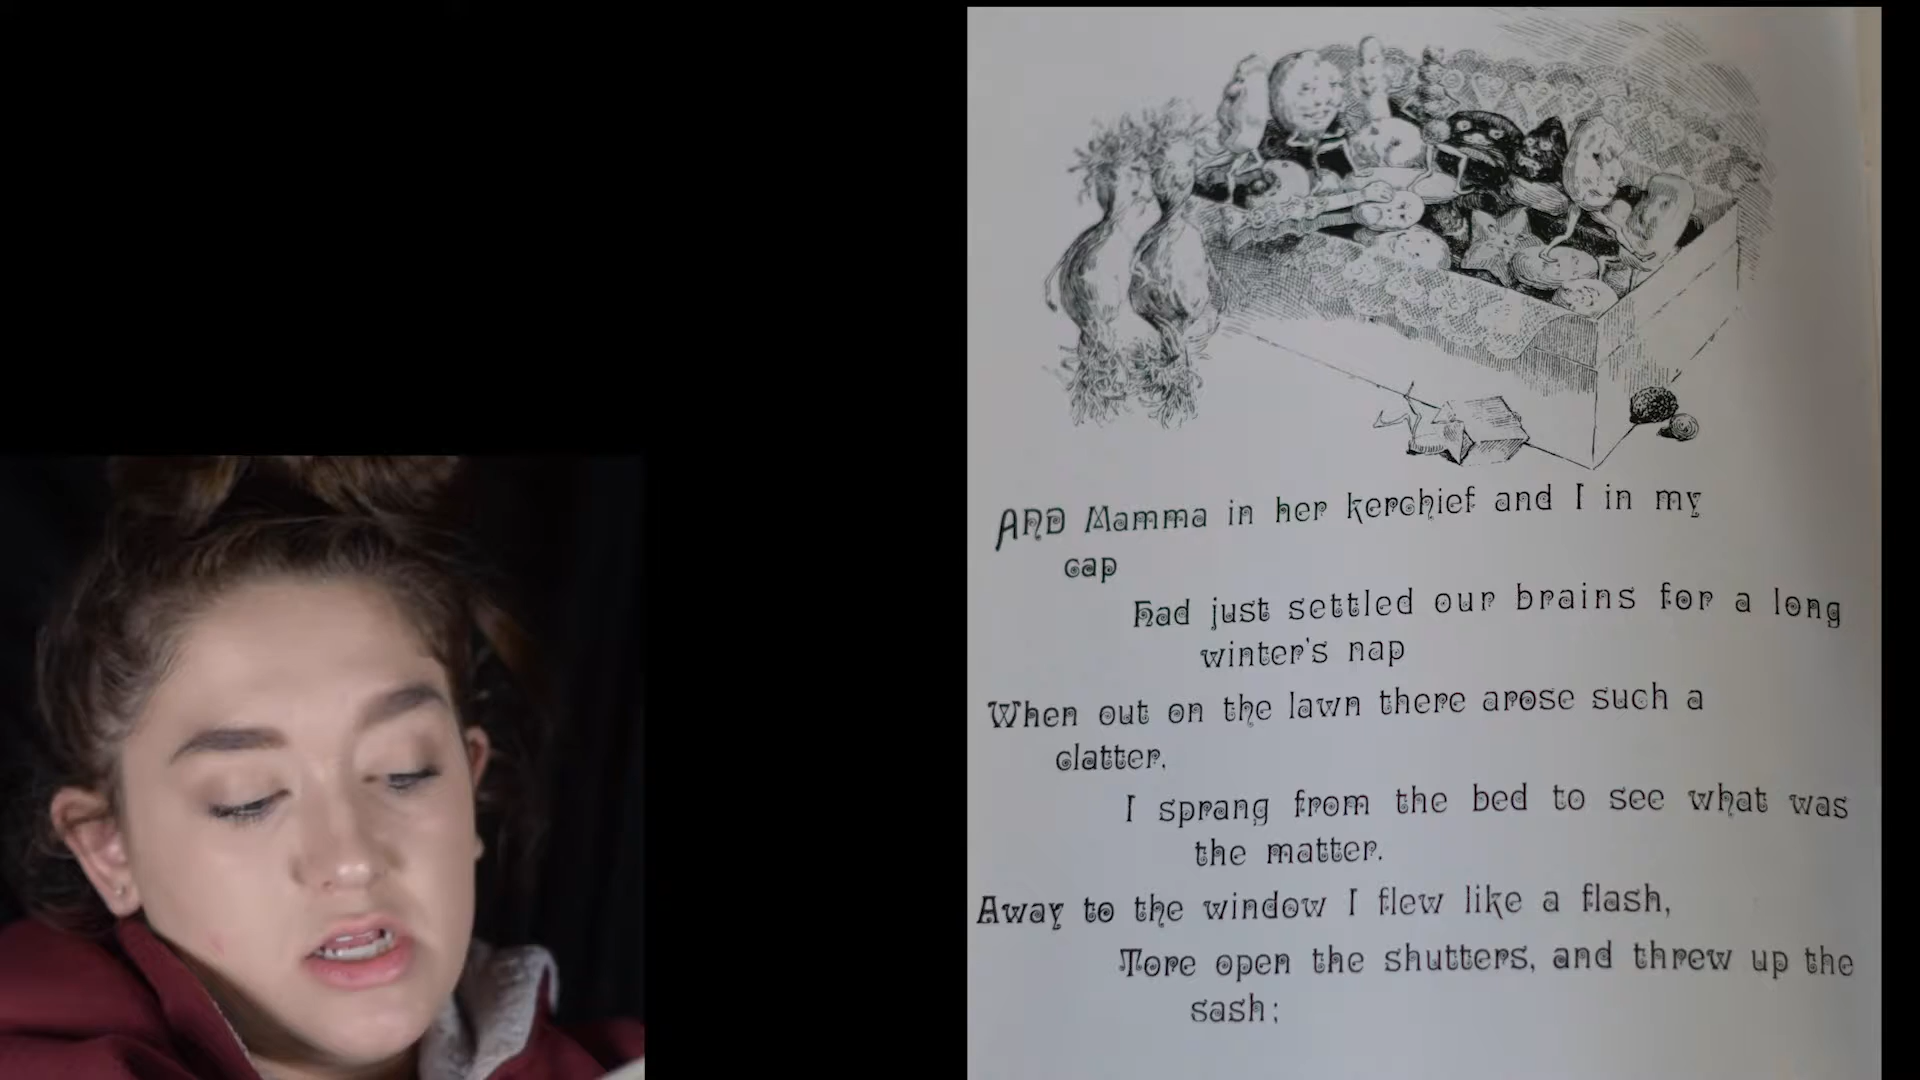 AND Mamma in her kerchief and I in my
cap
Had just settled our brains for a long
winter's nap
When out on the lawn there arose such a
clatter,
I sprang from the bed to see what was
the matter.
Away to the window I flew like a flash,
Tore open the shutters, and threw up the
sash;